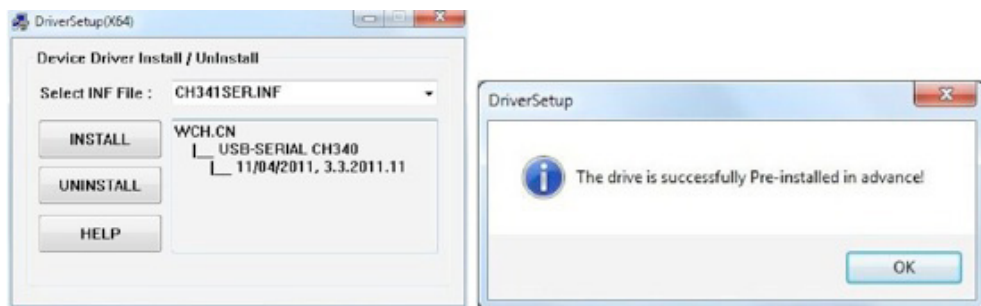 DriverSetup(X64)
Device Driver Install / UnInstall
Select INF File :
CH341SER.INF
INSTALL
UNINSTALL
HELP
WCH.CN
|__ USB-SERIAL CH340
|__ 11/04/2011, 3.3.2011.11
DriverSetup
The drive is successfully Pre-installed in advance!
OK